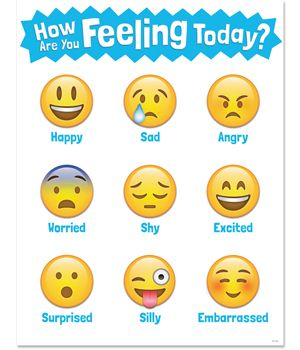 How
Are You Feeling Today?
Happy Sad Angry
Worried Shy Excited
Surprised Silly Embarrassed